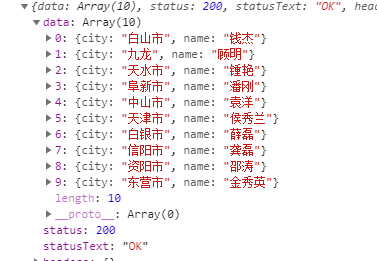 {data: Array(10), status: 200, statusText: "OK", head
data: Array(10)
0: {city: "白山市", name: "钱杰"}
1: {city: "九龙", name: "顾明"}
2: {city: "天水市", name: "锺艳"}
3: {city: "阜新市", name: "潘刚"}
4: {city: "中山市", name: "袁洋"}
5: {city: "天津市", name: "侯秀兰"}
6: {city: "白银市", name: "薛磊"}
7: {city: "信阳市", name: "龚磊"}
8: {city: "资阳市", name: "邵涛"}
9: {city: "东营市", name: "金秀英"}
length: 10
__proto__: Array(0)
status: 200
statusText: "OK"
headers: {}